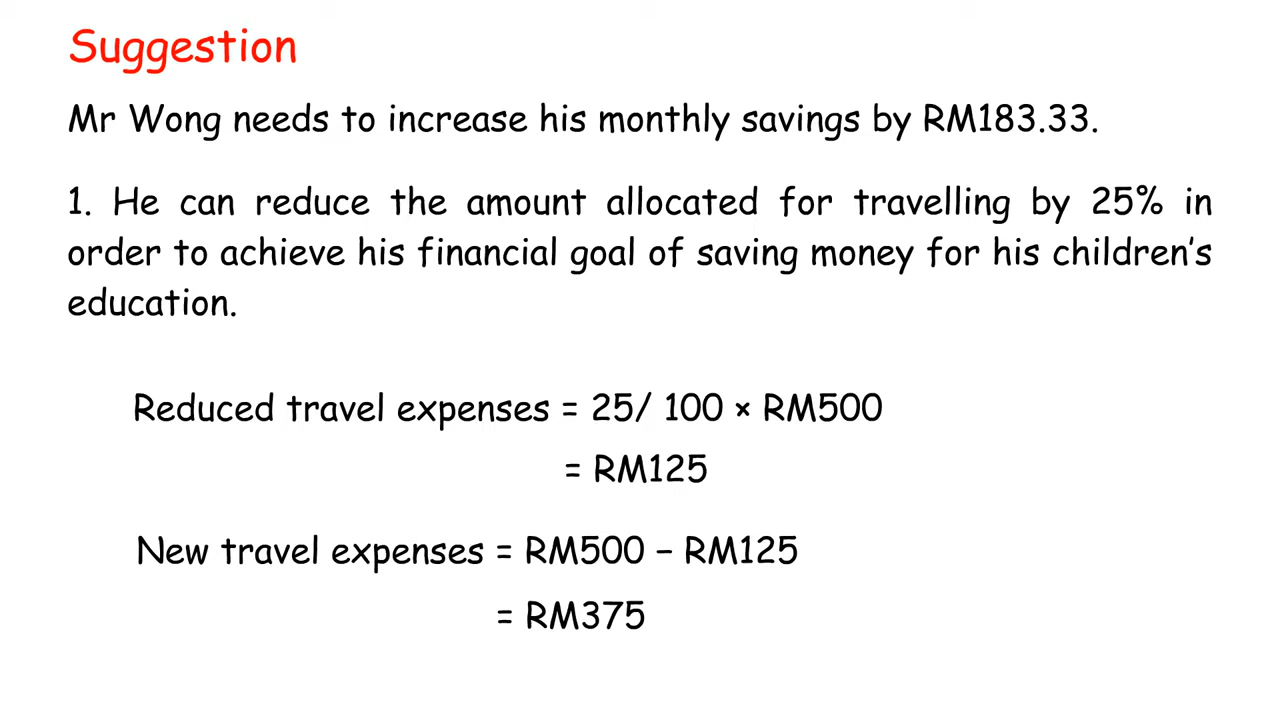 Suggestion
Mr Wong needs to increase his monthly savings by RM183.33.
1. He can reduce the amount allocated for travelling by 25% in
order to achieve his financial goal of saving money for his children's
education.
Reduced travel expenses = 25/ 100 × RM500
= RM125
New travel expenses = RM500 – RM125
= RM375